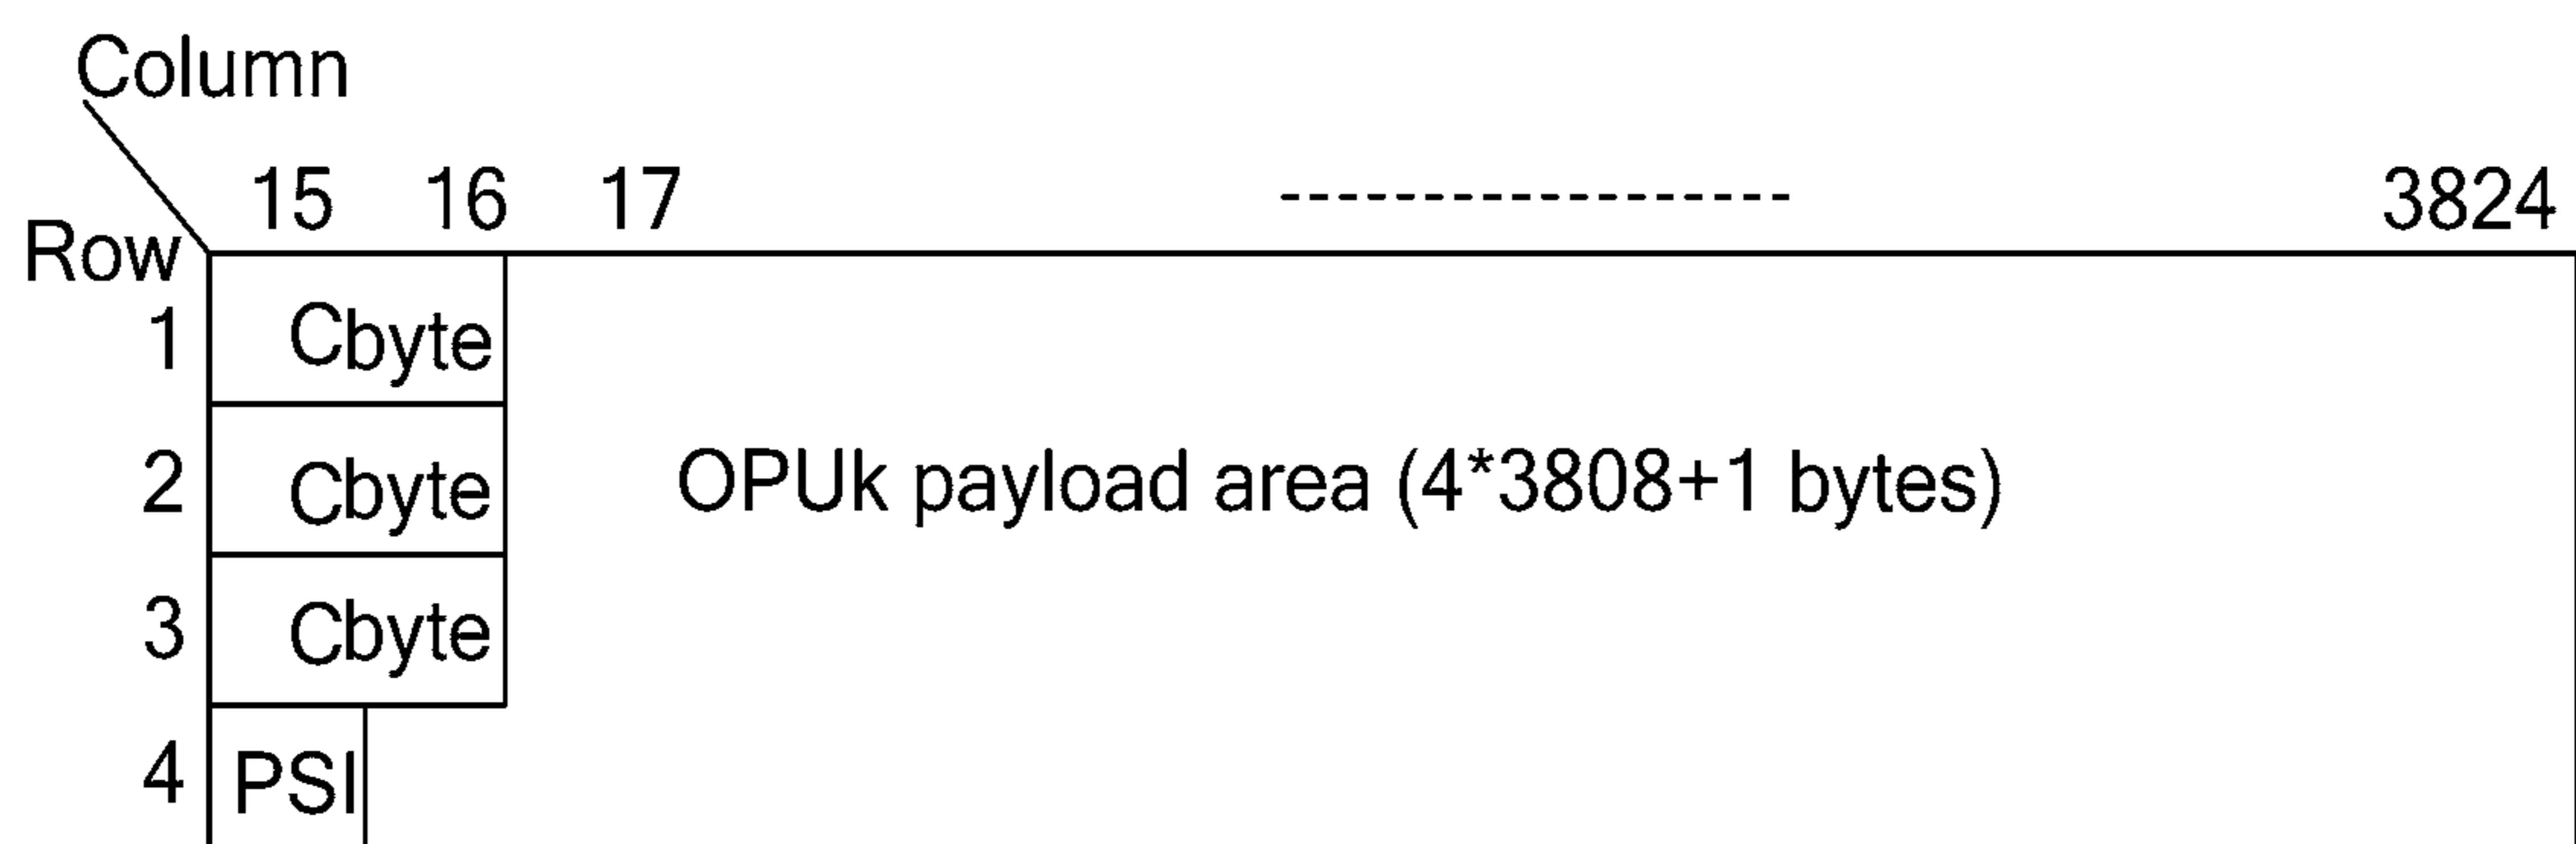 Column
15 16 17 ------------------ 3824
Row
1 Cbyte
2 Cbyte OPUk payload area (4*3808+1 bytes)
3 Cbyte
4 PSI